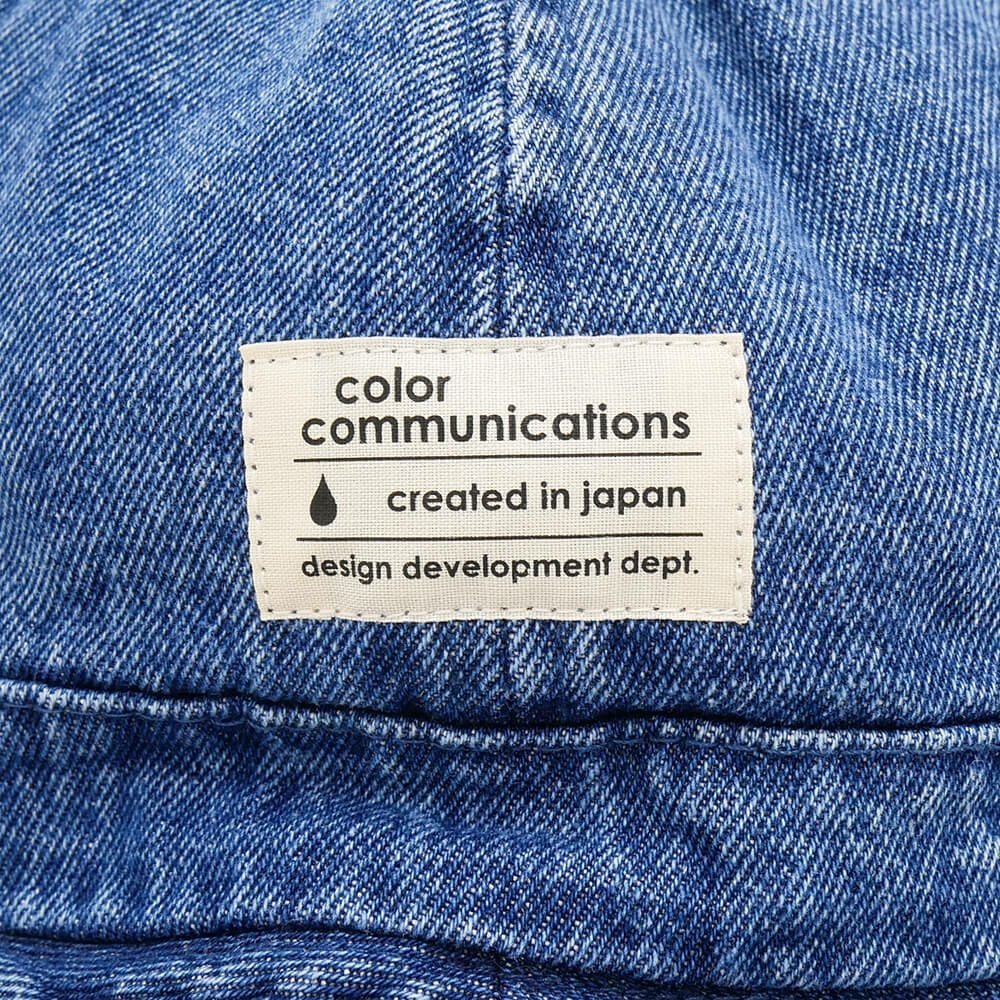 color
communications
created in japan
design development dept.